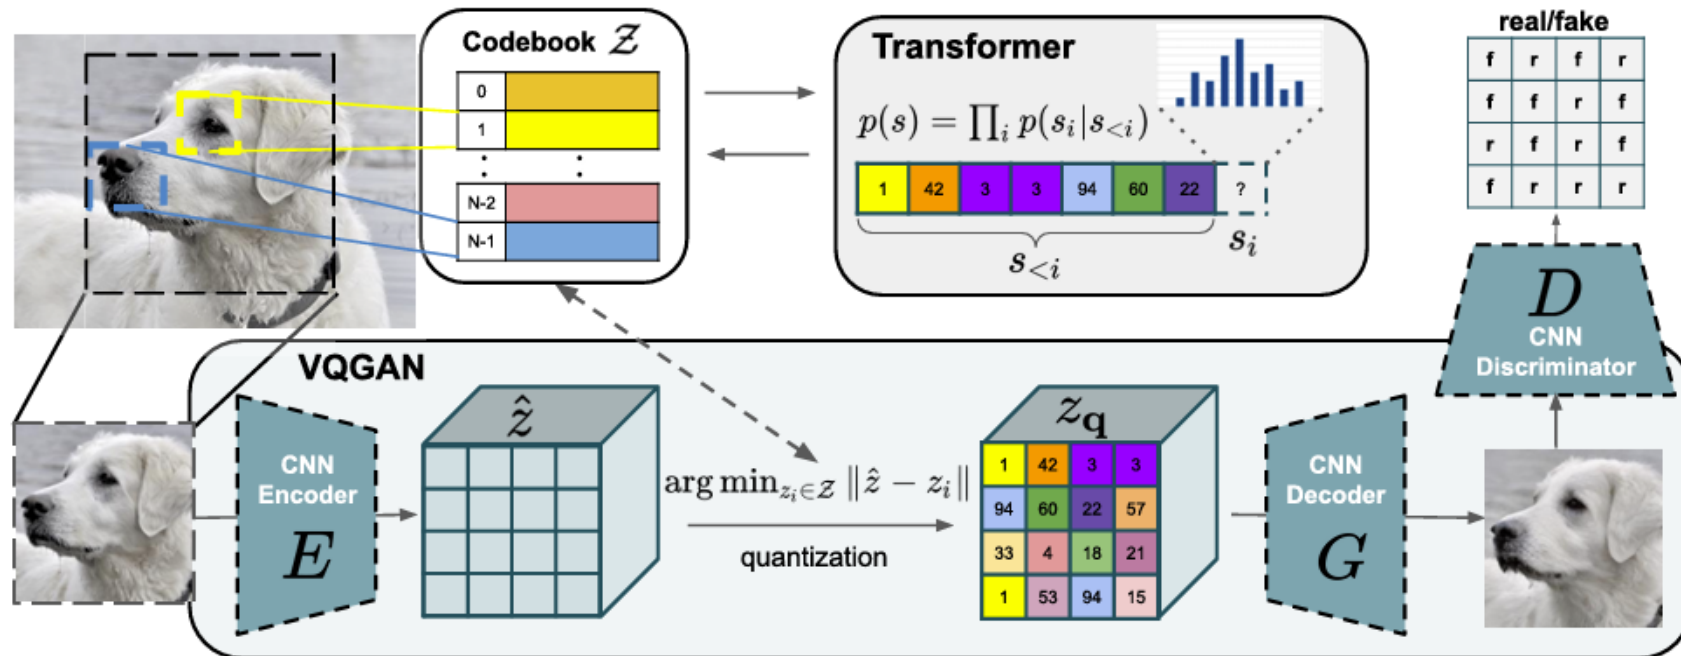 Codebook 𝒵
0
1
: :
N-2
N-1
Transformer
p(s) = ∏ᵢ p(sᵢ|s<ᵢ)
1 42 3 3 94 60 22 ?
s<ᵢ sᵢ
real/fake
f r f r
f f r f
r f r f
f r r r
D
CNN
Discriminator
VQGAN
CNN
Encoder
E
ẑ
arg min_{zᵢ∈𝒵} ‖ẑ − zᵢ‖
quantization
z_𝐪
1 42 3 3
94 60 22 57
33 4 18 21
1 53 94 15
CNN
Decoder
G